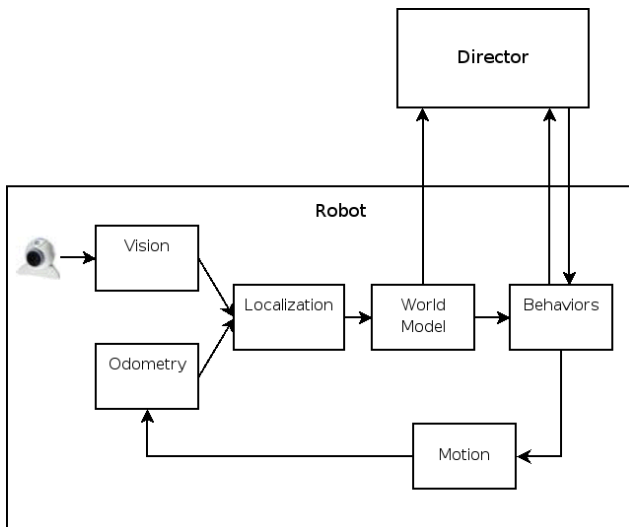 Director
Robot
Vision
Localization
World
Model
Behaviors
Odometry
Motion